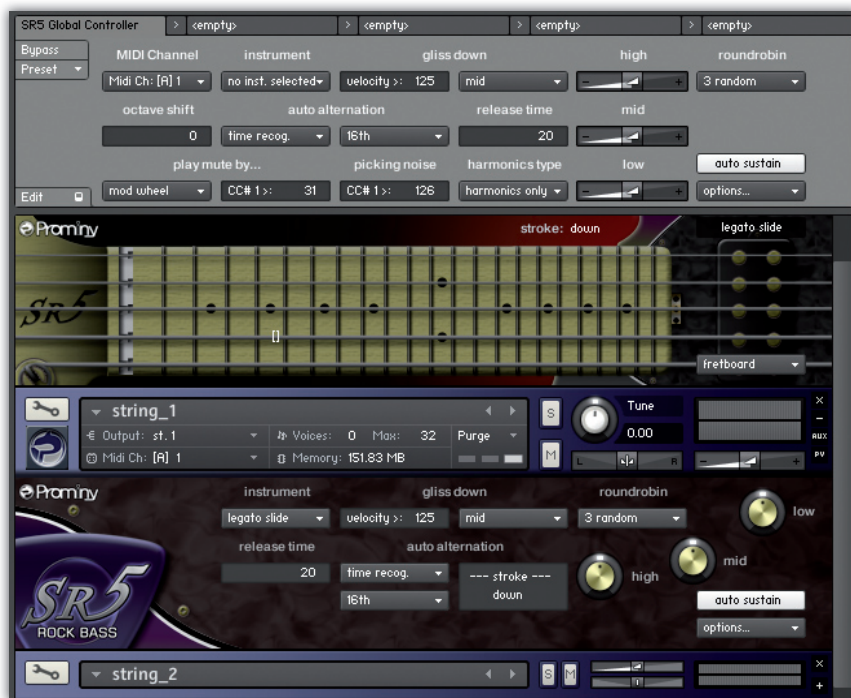 SR5 Global Controller > <empty> > <empty> > <empty> > <empty>
Bypass
Preset
MIDI Channel instrument gliss down high roundrobin
Midi Ch: [A] 1 no inst. selected velocity >: 125 mid - + 3 random
octave shift auto alternation release time mid
0 time recog. 16th 20 - +
play mute by... picking noise harmonics type low auto sustain
Edit mod wheel CC# 1 >: 31 CC# 1 >: 126 harmonics only - + options...
Prominy stroke: down legato slide
SR5
[]
fretboard
string_1 S Tune ×
Output: st. 1 Voices: 0 Max: 32 Purge 0.00 - AUX
Midi Ch: [A] 1 Memory: 151.83 MB M L R - + PV
Prominy instrument gliss down roundrobin
legato slide velocity >: 125 mid 3 random low
release time auto alternation
20 time recog. --- stroke --- high mid
16th down
SR5 auto sustain
ROCK BASS options...
string_2 S M × +